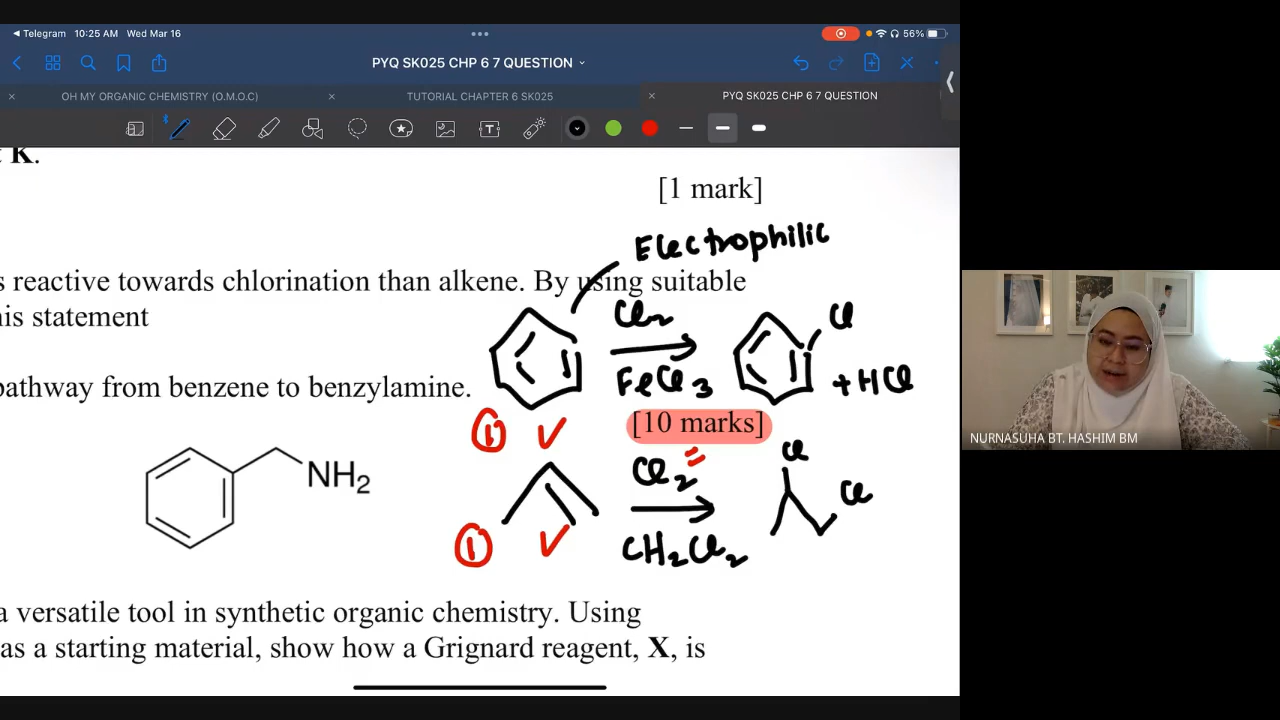 Telegram 10:25 AM Wed Mar 16 56%
PYQ SK025 CHP 6 7 QUESTION
OH MY ORGANIC CHEMISTRY (O.M.O.C) TUTORIAL CHAPTER 6 SK025 PYQ SK025 CHP 6 7 QUESTION
t K.
[1 mark]
Electrophilic
s reactive towards chlorination than alkene. By using suitable
his statement
Cl2 Cl
FeCl3 + HCl
pathway from benzene to benzylamine.
[10 marks]
① 
Cl2 Cl
Cl
NH2
①
CH2Cl2
a versatile tool in synthetic organic chemistry. Using
as a starting material, show how a Grignard reagent, X, is
NURNASUHA BT. HASHIM BM